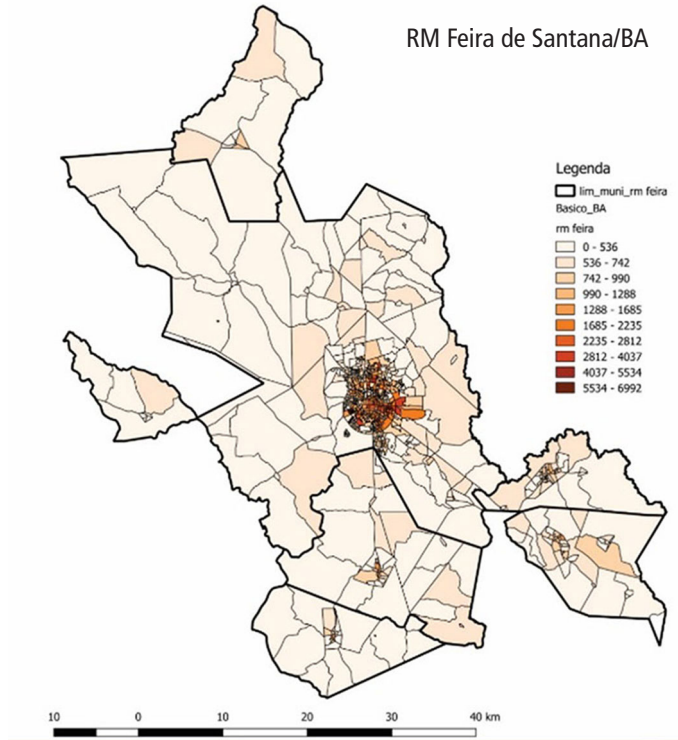 RM Feira de Santana/BA
Legenda
lim_muni_rm feira
Basico_BA
rm feira
0 - 536
536 - 742
742 - 990
990 - 1288
1288 - 1685
1685 - 2235
2235 - 2812
2812 - 4037
4037 - 5534
5534 - 6992
10 0 10 20 30 40 km